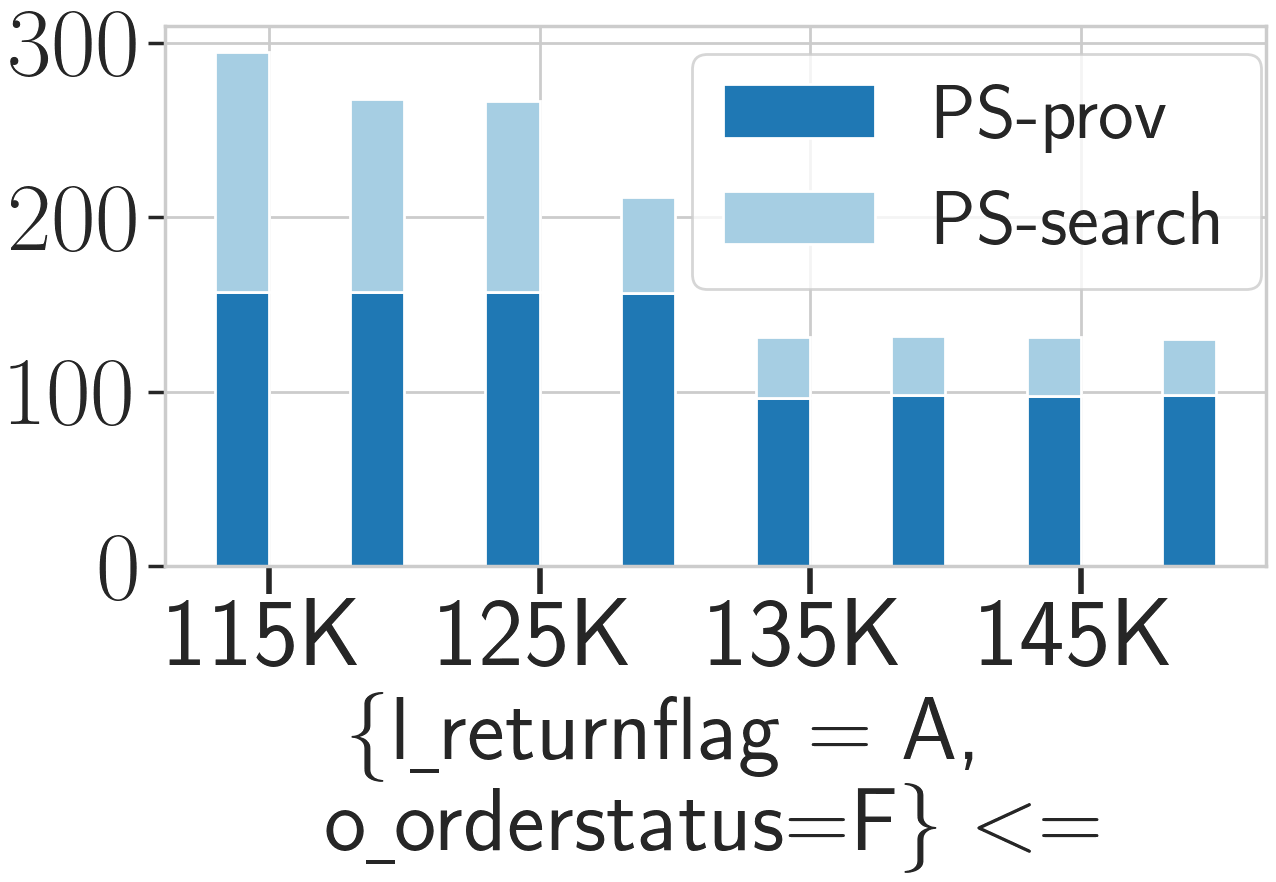 300
200
100
0
PS-prov
PS-search
115K 125K 135K 145K
{l_returnflag = A,
o_orderstatus=F} <=